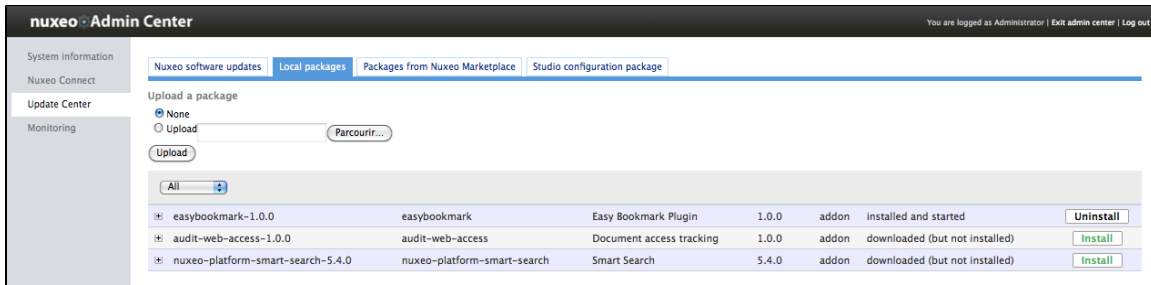 nuxeo Admin Center
You are logged as Administrator | Exit admin center | Log out
System information
Nuxeo Connect
Update Center
Monitoring
Nuxeo software updates
Local packages
Packages from Nuxeo Marketplace
Studio configuration package
Upload a package
None
Upload
Parcourir...
Upload
All
easybookmark-1.0.0 easybookmark Easy Bookmark Plugin 1.0.0 addon installed and started Uninstall
audit-web-access-1.0.0 audit-web-access Document access tracking 1.0.0 addon downloaded (but not installed) Install
nuxeo-platform-smart-search-5.4.0 nuxeo-platform-smart-search Smart Search 5.4.0 addon downloaded (but not installed) Install